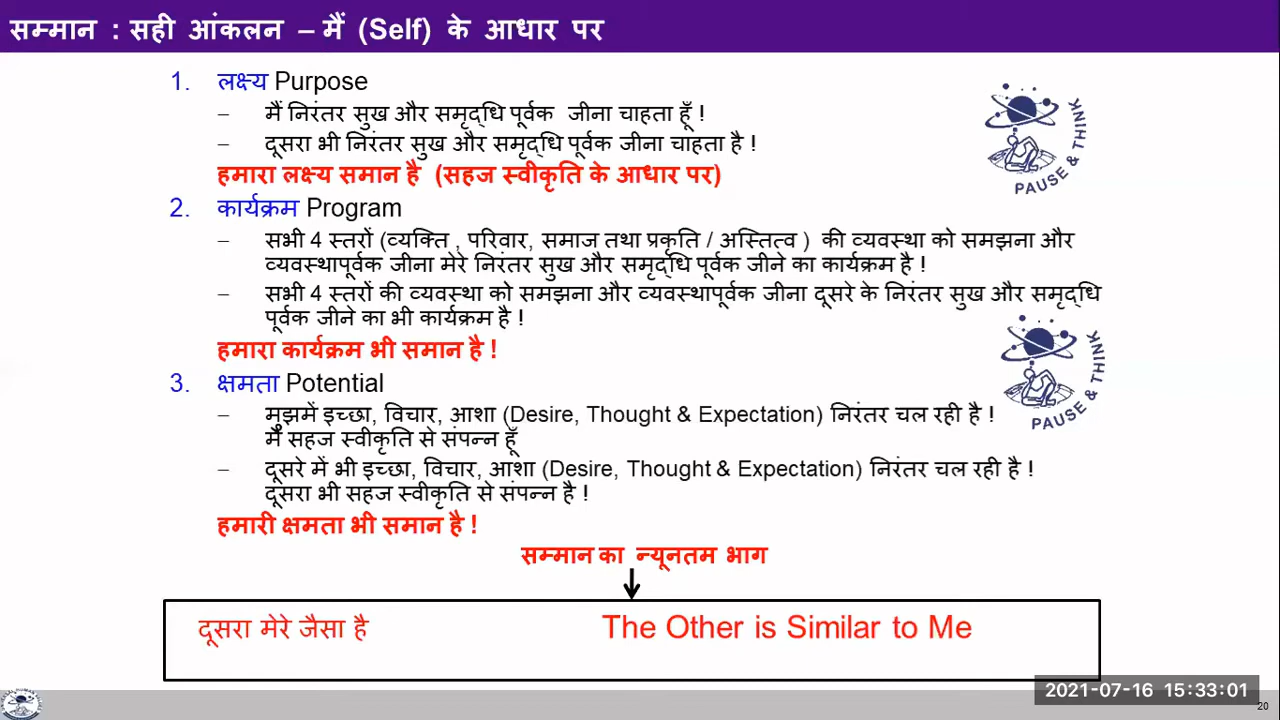 सम्मान : सही आंकलन – मैं (Self) के आधार पर
1. लक्ष्य Purpose
– मैं निरंतर सुख और समृद्धि पूर्वक जीना चाहता हूँ !
– दूसरा भी निरंतर सुख और समृद्धि पूर्वक जीना चाहता है !
हमारा लक्ष्य समान है (सहज स्वीकृति के आधार पर)
PAUSE & THINK
2. कार्यक्रम Program
– सभी 4 स्तरों (व्यक्ति , परिवार, समाज तथा प्रकृति / अस्तित्व ) की व्यवस्था को समझना और
व्यवस्थापूर्वक जीना मेरे निरंतर सुख और समृद्धि पूर्वक जीने का कार्यक्रम है !
– सभी 4 स्तरों की व्यवस्था को समझना और व्यवस्थापूर्वक जीना दूसरे के निरंतर सुख और समृद्धि
पूर्वक जीने का भी कार्यक्रम है !
हमारा कार्यक्रम भी समान है !
PAUSE & THINK
3. क्षमता Potential
– मुझमें इच्छा, विचार, आशा (Desire, Thought & Expectation) निरंतर चल रही है !
मैं सहज स्वीकृति से संपन्न हूँ
– दूसरे में भी इच्छा, विचार, आशा (Desire, Thought & Expectation) निरंतर चल रही है !
दूसरा भी सहज स्वीकृति से संपन्न है !
हमारी क्षमता भी समान है !
सम्मान का न्यूनतम भाग
दूसरा मेरे जैसा है The Other is Similar to Me
2021-07-16 15:33:01
20